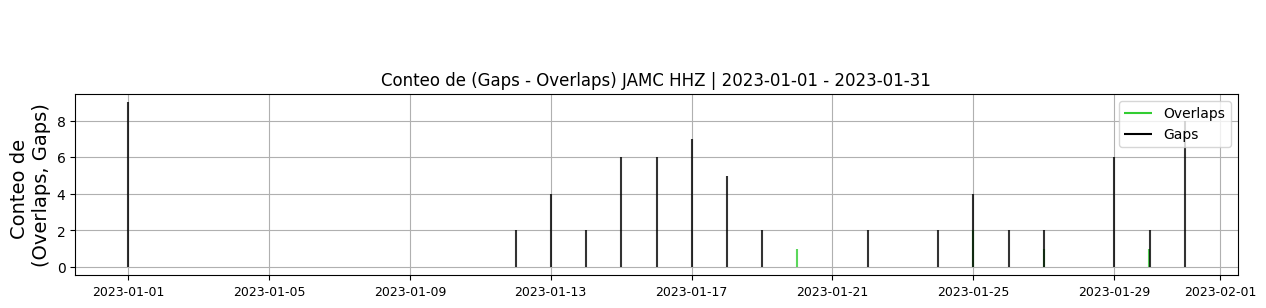 Conteo de (Gaps - Overlaps) JAMC HHZ | 2023-01-01 - 2023-01-31
Conteo de
(Overlaps, Gaps)
8
6
4
2
0
Overlaps
Gaps
2023-01-01 2023-01-05 2023-01-09 2023-01-13 2023-01-17 2023-01-21 2023-01-25 2023-01-29 2023-02-01